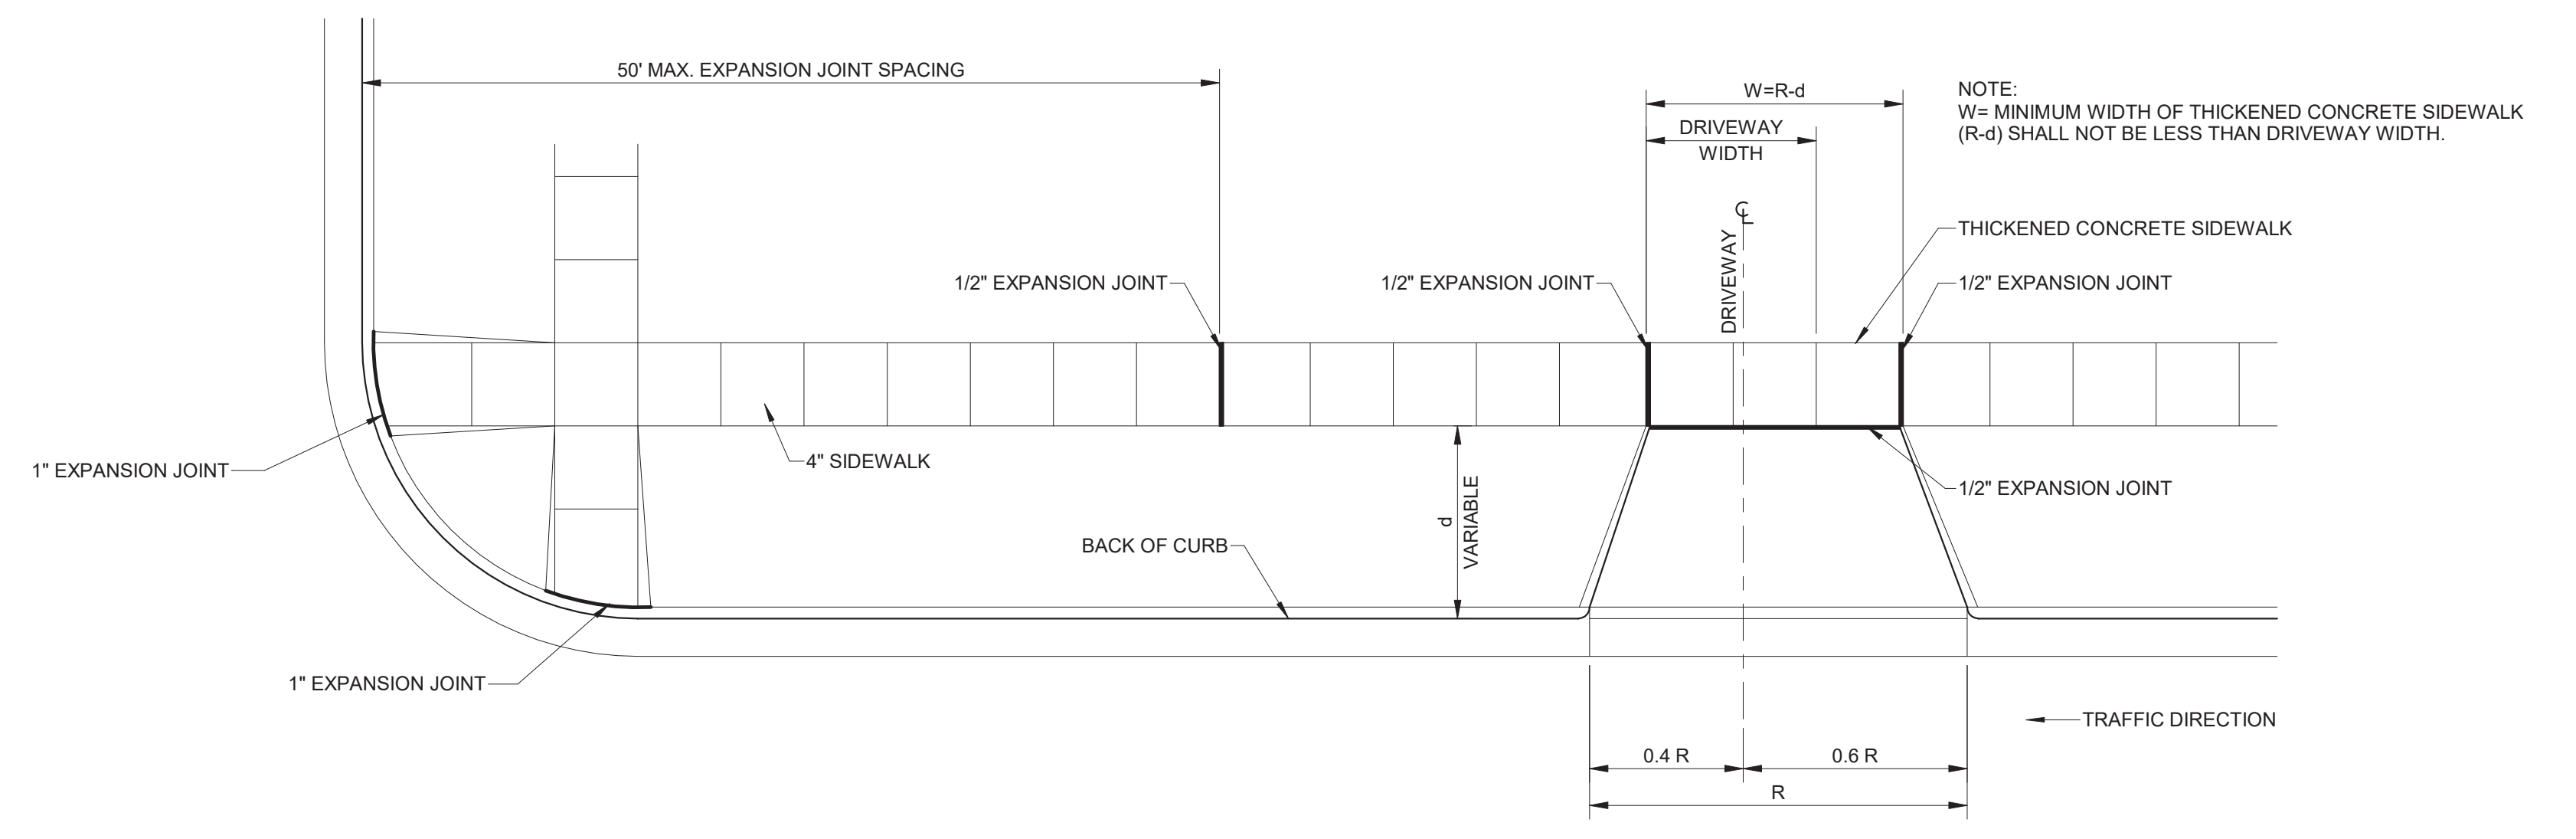 50' MAX. EXPANSION JOINT SPACING
W=R-d
DRIVEWAY
WIDTH
NOTE:
W= MINIMUM WIDTH OF THICKENED CONCRETE SIDEWALK
(R-d) SHALL NOT BE LESS THAN DRIVEWAY WIDTH.
CL
DRIVEWAY
THICKENED CONCRETE SIDEWALK
1/2" EXPANSION JOINT
1/2" EXPANSION JOINT
1/2" EXPANSION JOINT
1" EXPANSION JOINT
4" SIDEWALK
d
VARIABLE
1/2" EXPANSION JOINT
BACK OF CURB
1" EXPANSION JOINT
TRAFFIC DIRECTION
0.4 R
0.6 R
R